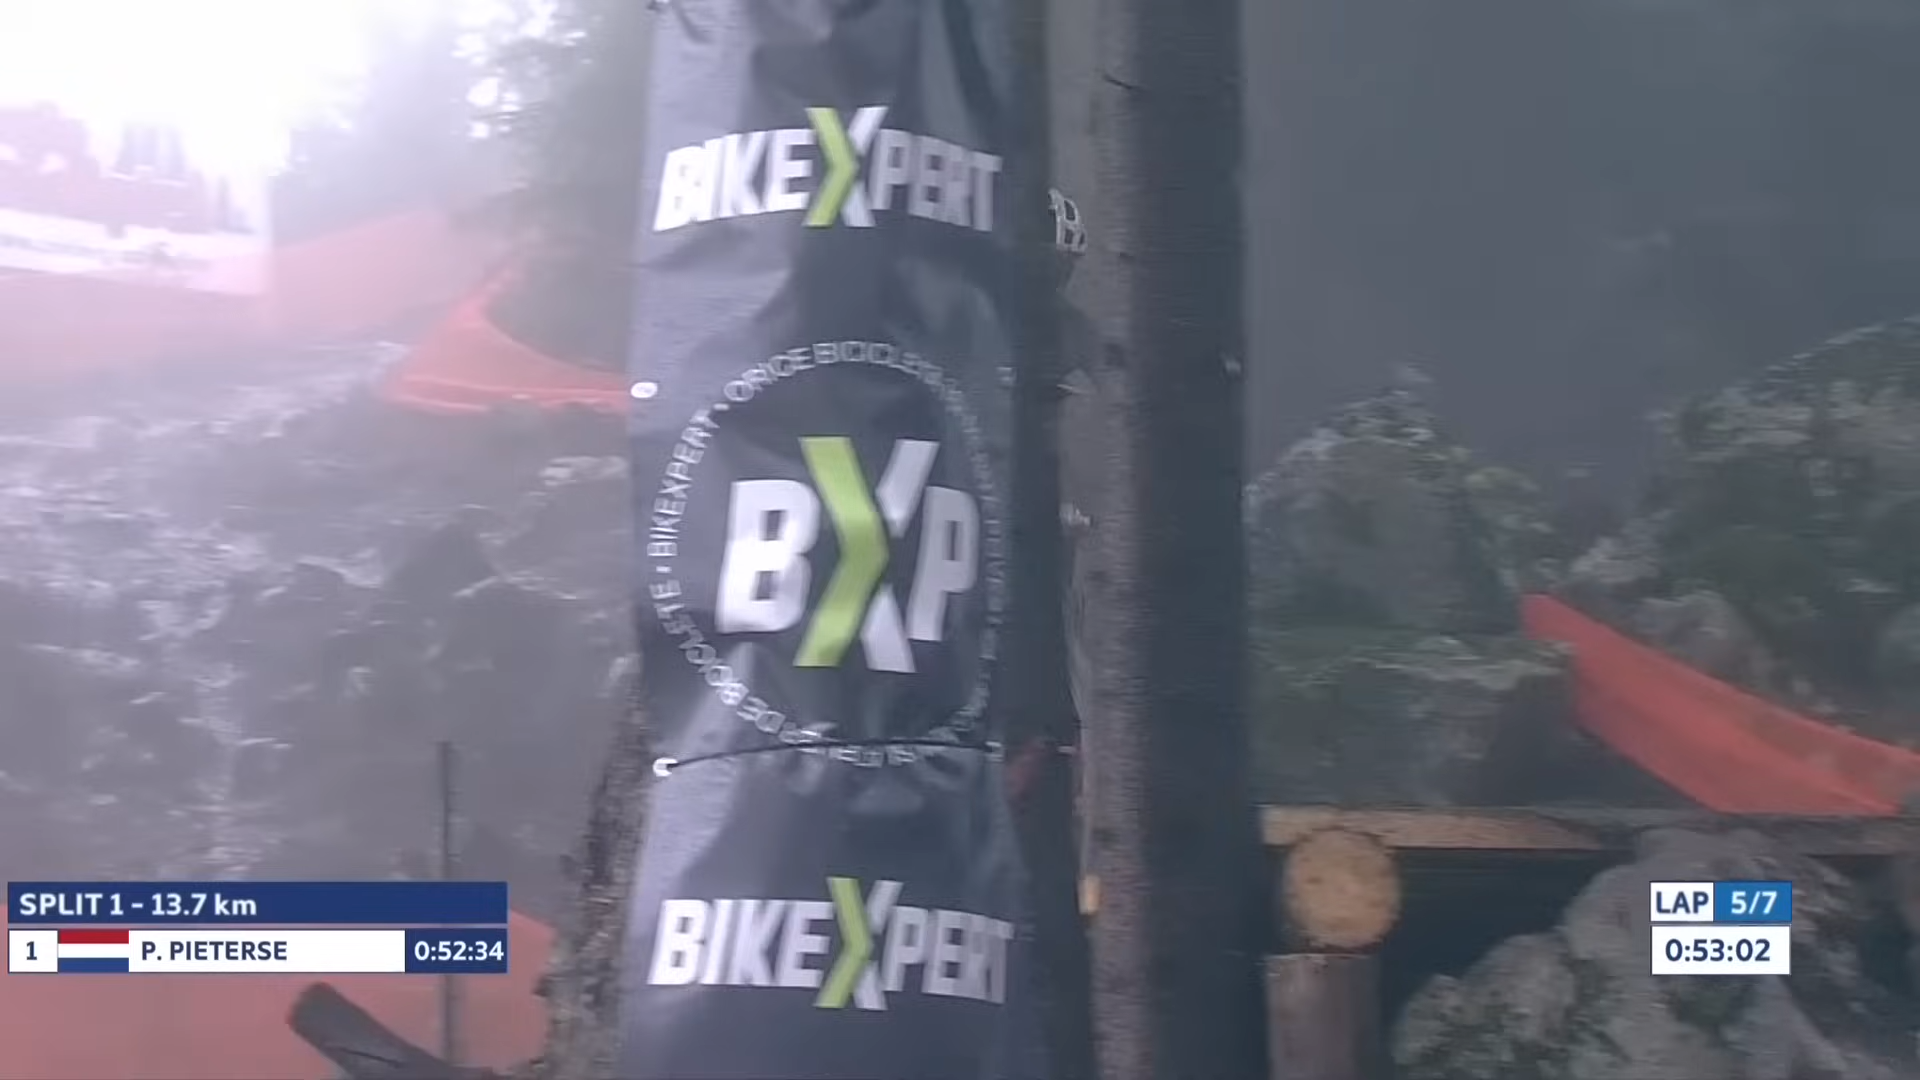 BIKEXPERT
BXP
BIKEXPERT
BIKEXPERT
SPLIT 1 - 13.7 km
1 P. PIETERSE 0:52:34
LAP 5/7
0:53:02